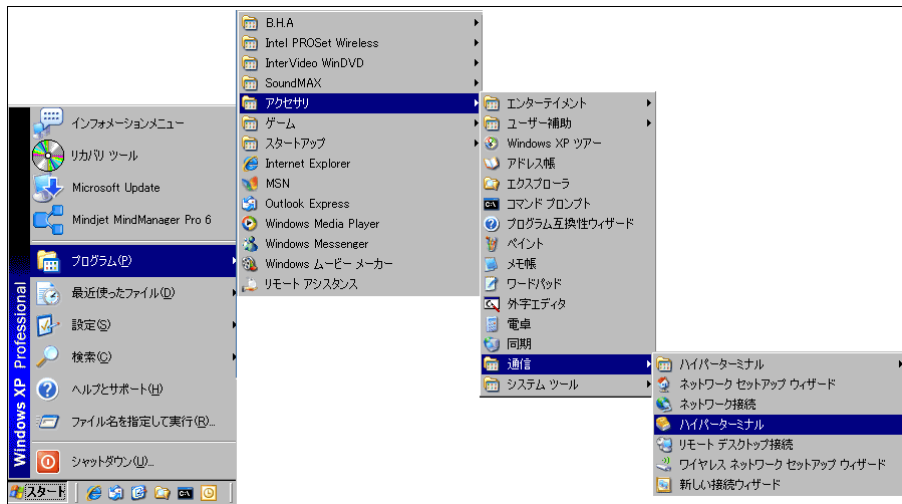 インフォメーションメニュー
リカバリ ツール
Microsoft Update
Mindjet MindManager Pro 6
プログラム(P)
最近使ったファイル(D)
設定(S)
検索(C)
ヘルプとサポート(H)
ファイル名を指定して実行(R)...
シャットダウン(U)...
Windows XP Professional
スタート
B.H.A
Intel PROSet Wireless
InterVideo WinDVD
SoundMAX
アクセサリ
ゲーム
スタートアップ
Internet Explorer
MSN
Outlook Express
Windows Media Player
Windows Messenger
Windows ムービー メーカー
リモート アシスタンス
エンターテイメント
ユーザー補助
Windows XP ツアー
アドレス帳
エクスプローラ
コマンド プロンプト
プログラム互換性ウィザード
ペイント
メモ帳
ワードパッド
外字エディタ
電卓
同期
通信
システム ツール
ハイパーターミナル
ネットワーク セットアップ ウィザード
ネットワーク接続
ハイパーターミナル
リモート デスクトップ接続
ワイヤレス ネットワーク セットアップ ウィザード
新しい接続ウィザード